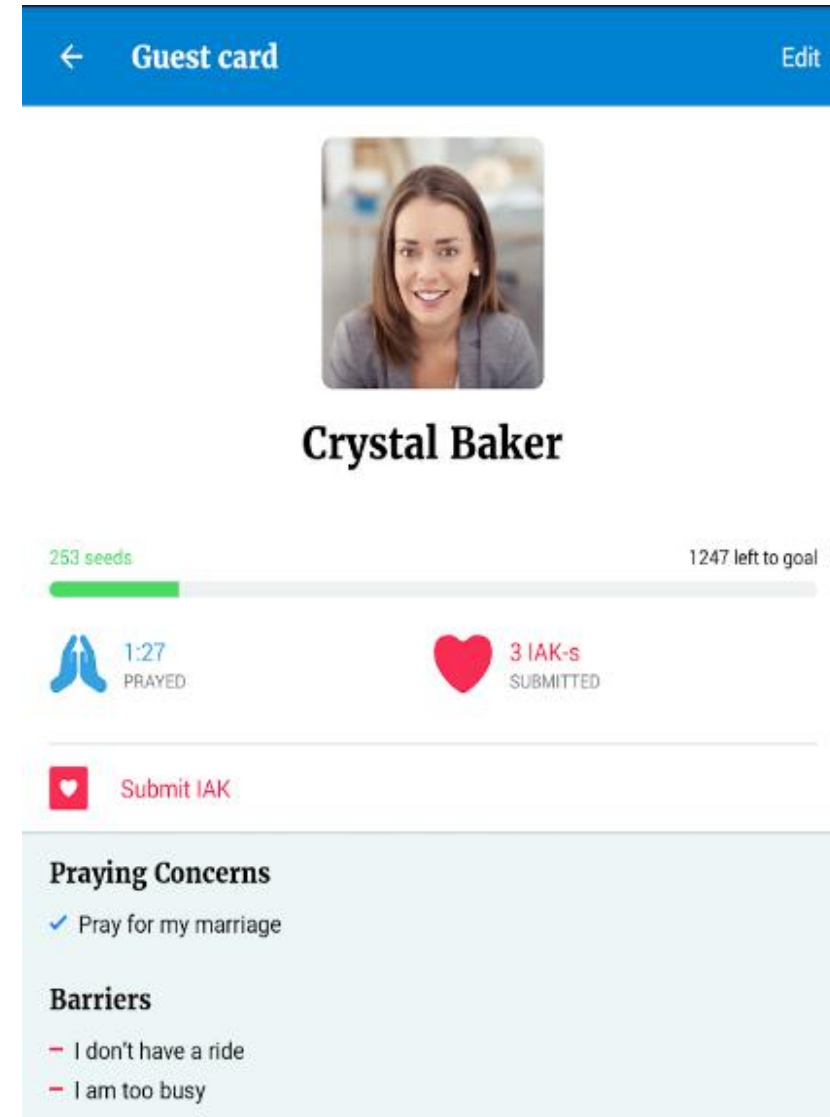 Guest card
Edit
Crystal Baker
253 seeds
1247 left to goal
1:27
PRAYED
3 IAK-s
SUBMITTED
Submit IAK
Praying Concerns
Pray for my marriage
Barriers
I don't have a ride
I am too busy